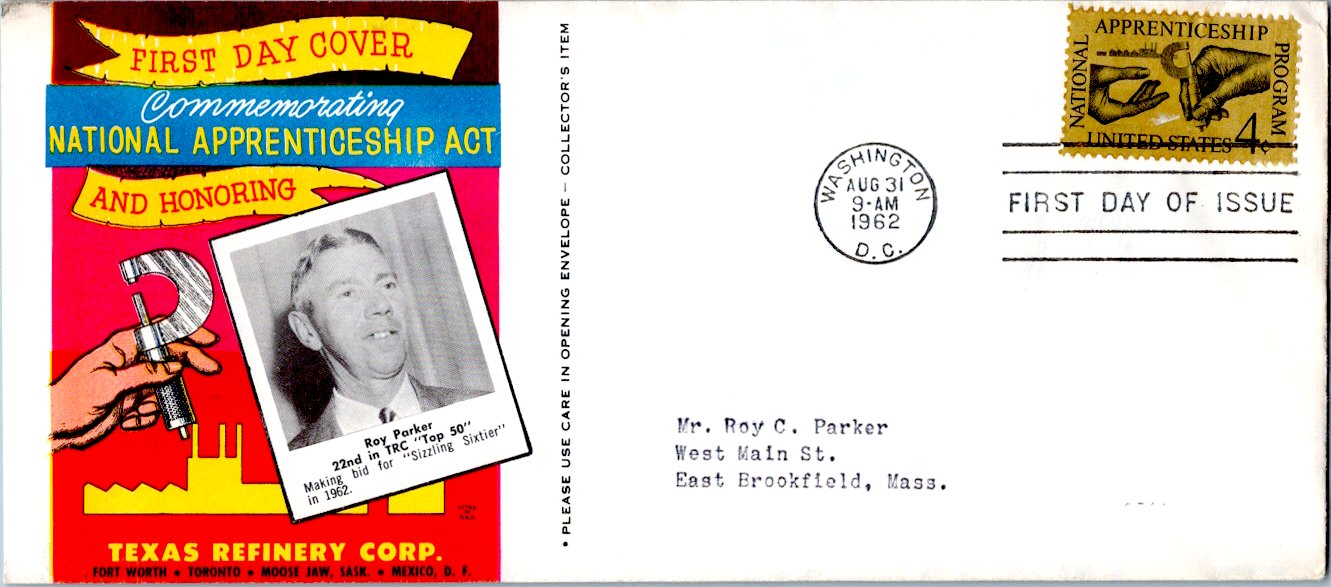 FIRST DAY COVER
Commemorating
NATIONAL APPRENTICESHIP ACT
AND HONORING
Roy Parker
22nd in TRC "Top 50"
Making bid for "Sizzling Sixtier"
in 1962.
TEXAS REFINERY CORP.
FORT WORTH • TORONTO • MOOSE JAW, SASK. • MEXICO, D. F.
• PLEASE USE CARE IN OPENING ENVELOPE — COLLECTOR'S ITEM
WASHINGTON
AUG 31
9-AM
1962
D.C.
NATIONAL
APPRENTICESHIP
PROGRAM
UNITED STATES 4¢
FIRST DAY OF ISSUE
Mr. Roy C. Parker
West Main St.
East Brookfield, Mass.